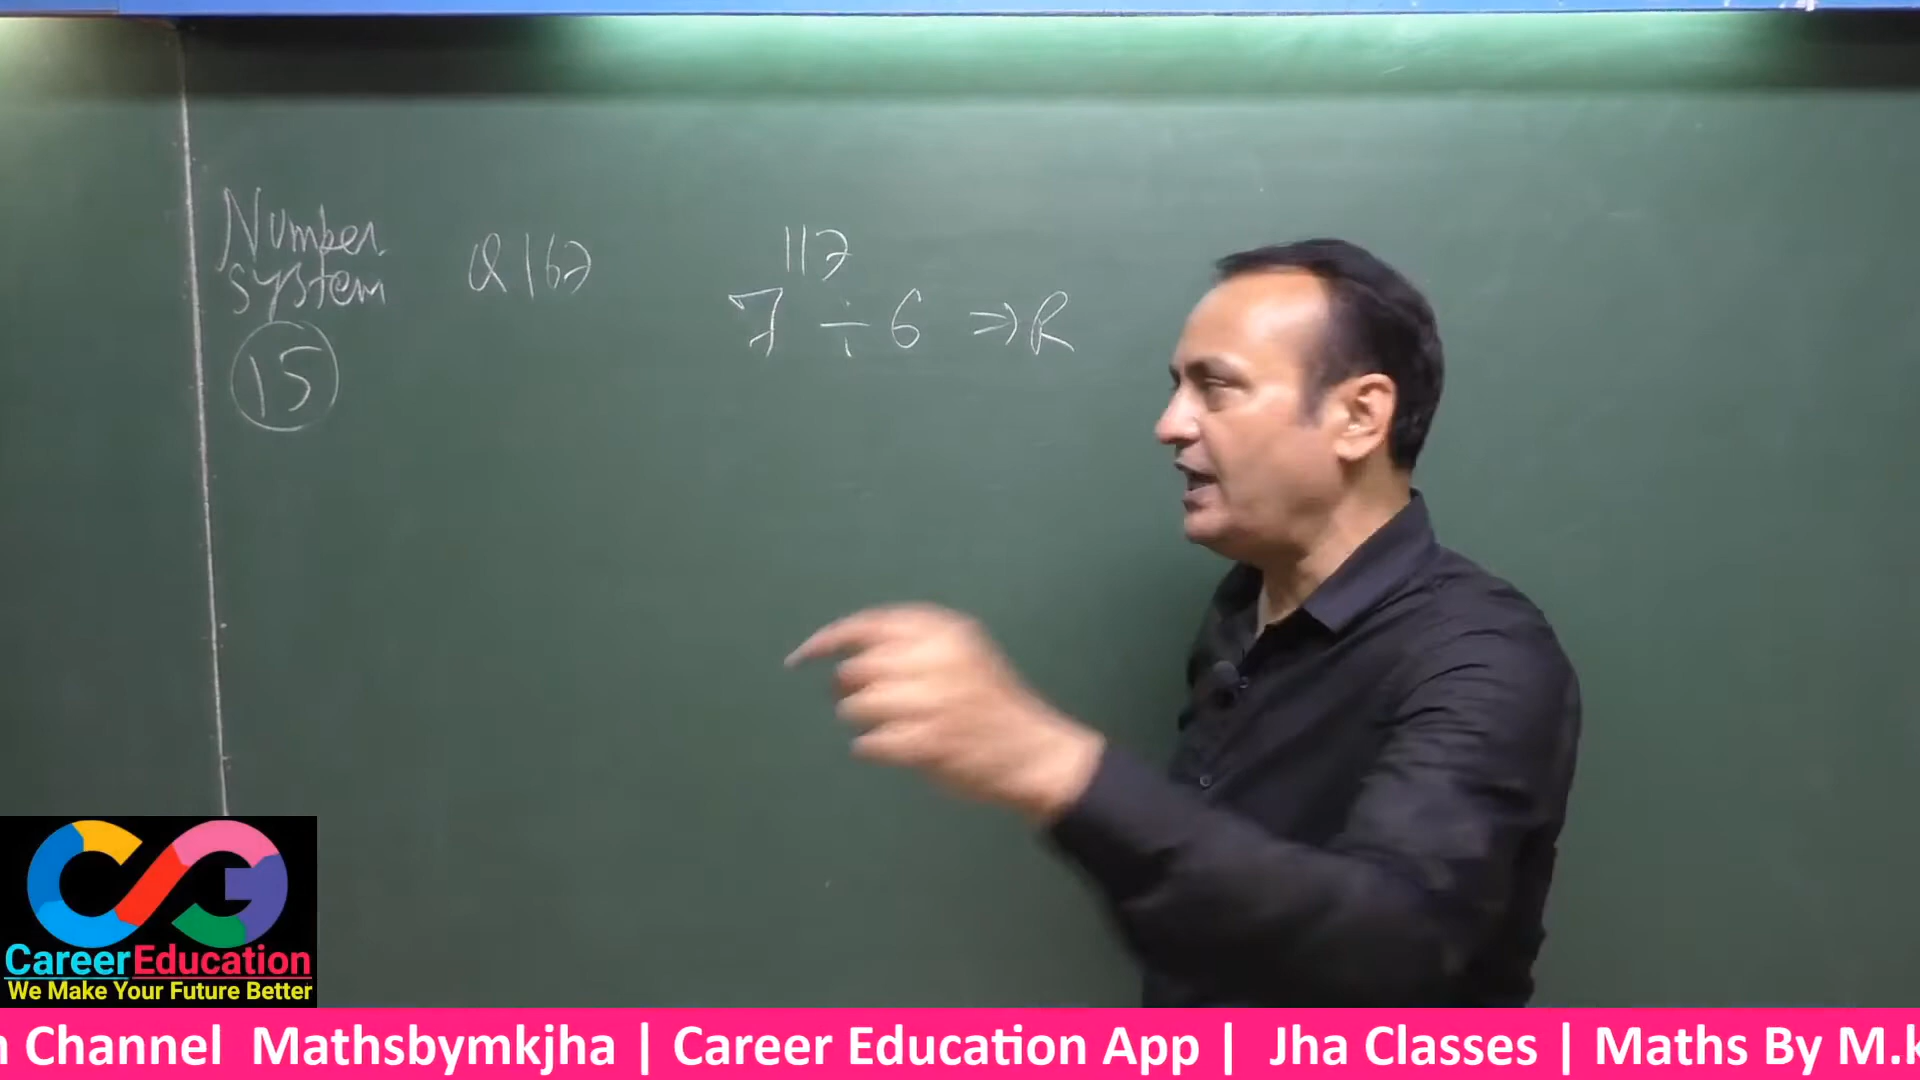 Number
system
15
Q 162
7^112 ÷ 6 ⇒ R
CareerEducation
We Make Your Future Better
n Channel Mathsbymkjha | Career Education App | Jha Classes | Maths By M.k